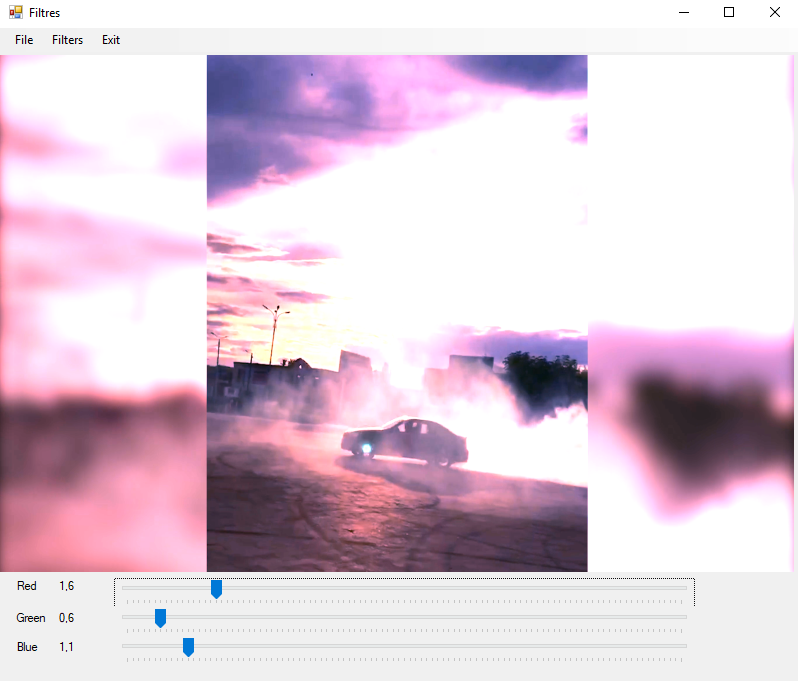 Filtres
File Filters Exit
Red 1,6
Green 0,6
Blue 1,1